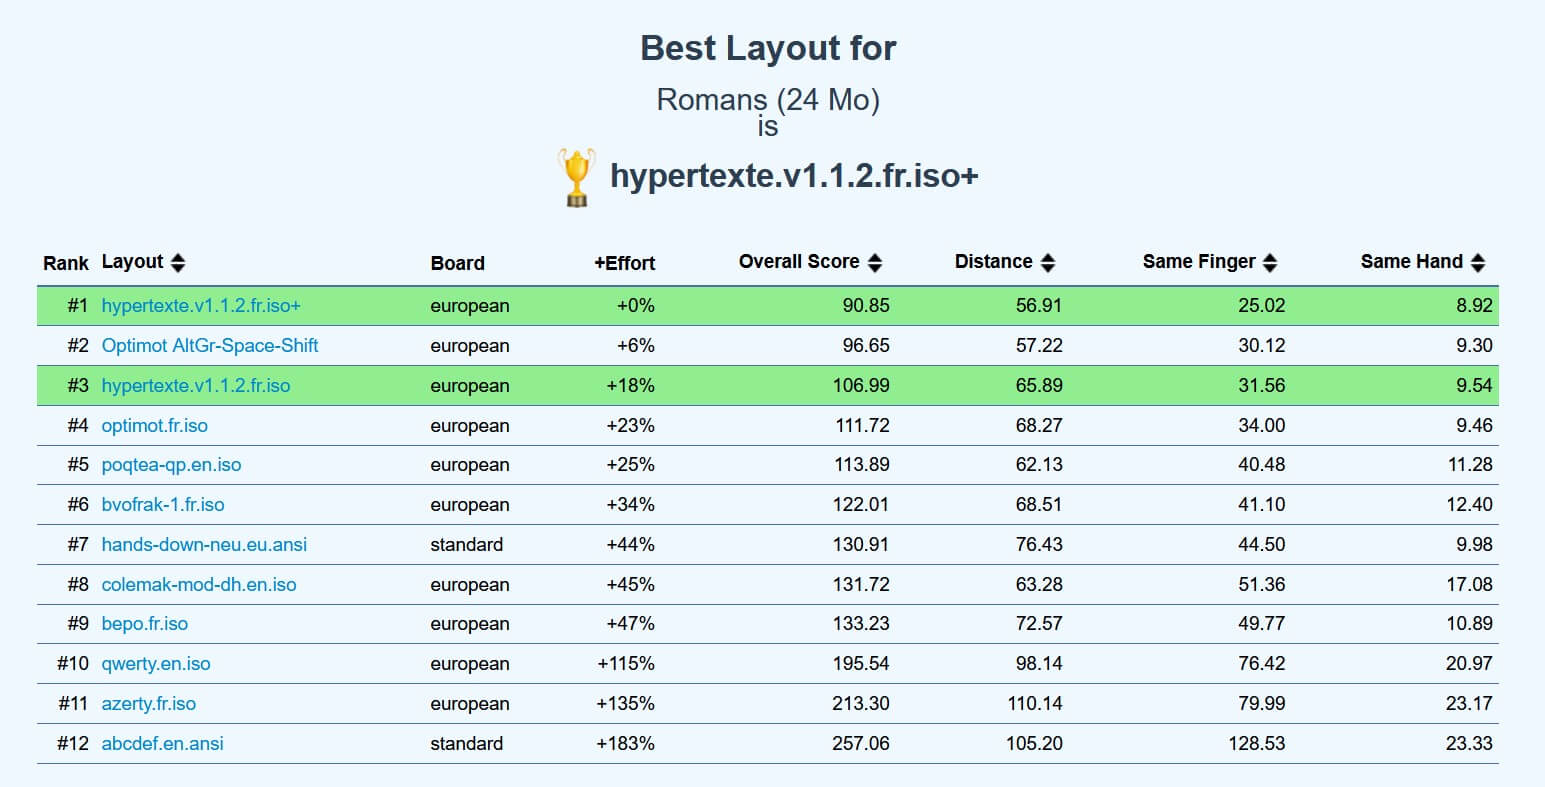 Best Layout for
Romans (24 Mo)
is
hypertexte.v1.1.2.fr.iso+
Rank Layout Board +Effort Overall Score Distance Same Finger Same Hand
#1 hypertexte.v1.1.2.fr.iso+ european +0% 90.85 56.91 25.02 8.92
#2 Optimot AltGr-Space-Shift european +6% 96.65 57.22 30.12 9.30
#3 hypertexte.v1.1.2.fr.iso european +18% 106.99 65.89 31.56 9.54
#4 optimot.fr.iso european +23% 111.72 68.27 34.00 9.46
#5 poqtea-qp.en.iso european +25% 113.89 62.13 40.48 11.28
#6 bvofrak-1.fr.iso european +34% 122.01 68.51 41.10 12.40
#7 hands-down-neu.eu.ansi standard +44% 130.91 76.43 44.50 9.98
#8 colemak-mod-dh.en.iso european +45% 131.72 63.28 51.36 17.08
#9 bepo.fr.iso european +47% 133.23 72.57 49.77 10.89
#10 qwerty.en.iso european +115% 195.54 98.14 76.42 20.97
#11 azerty.fr.iso european +135% 213.30 110.14 79.99 23.17
#12 abcdef.en.ansi standard +183% 257.06 105.20 128.53 23.33